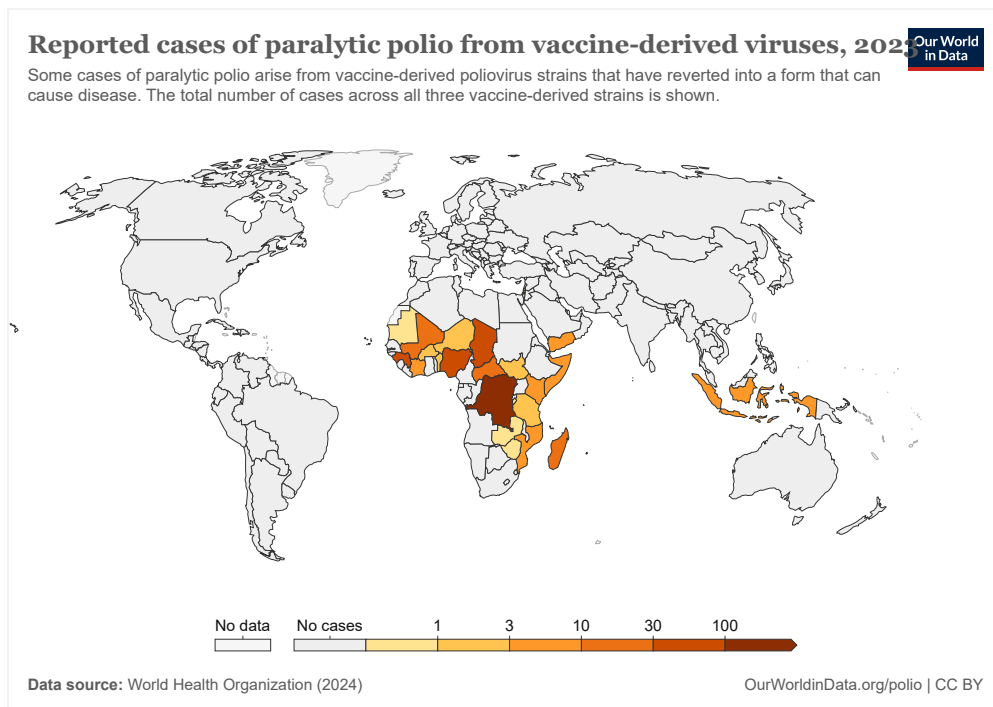 Reported cases of paralytic polio from vaccine-derived viruses, 2023
Our World
in Data
Some cases of paralytic polio arise from vaccine-derived poliovirus strains that have reverted into a form that can
cause disease. The total number of cases across all three vaccine-derived strains is shown.
No data
No cases
1
3
10
30
100
Data source: World Health Organization (2024)
OurWorldinData.org/polio | CC BY